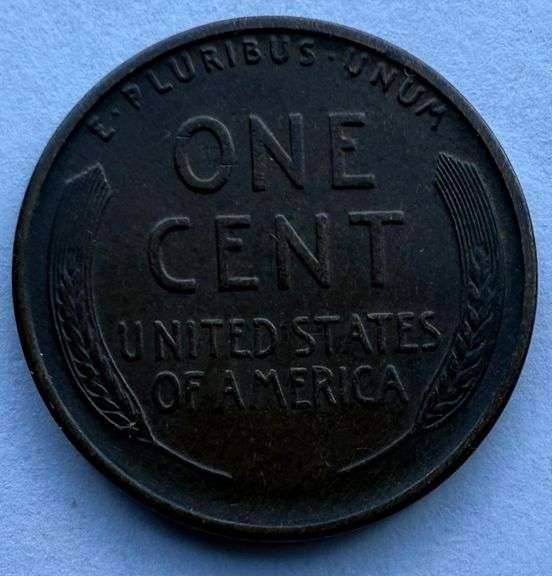 E·PLURIBUS·UNUM
ONE
CENT
UNITED STATES
OF AMERICA